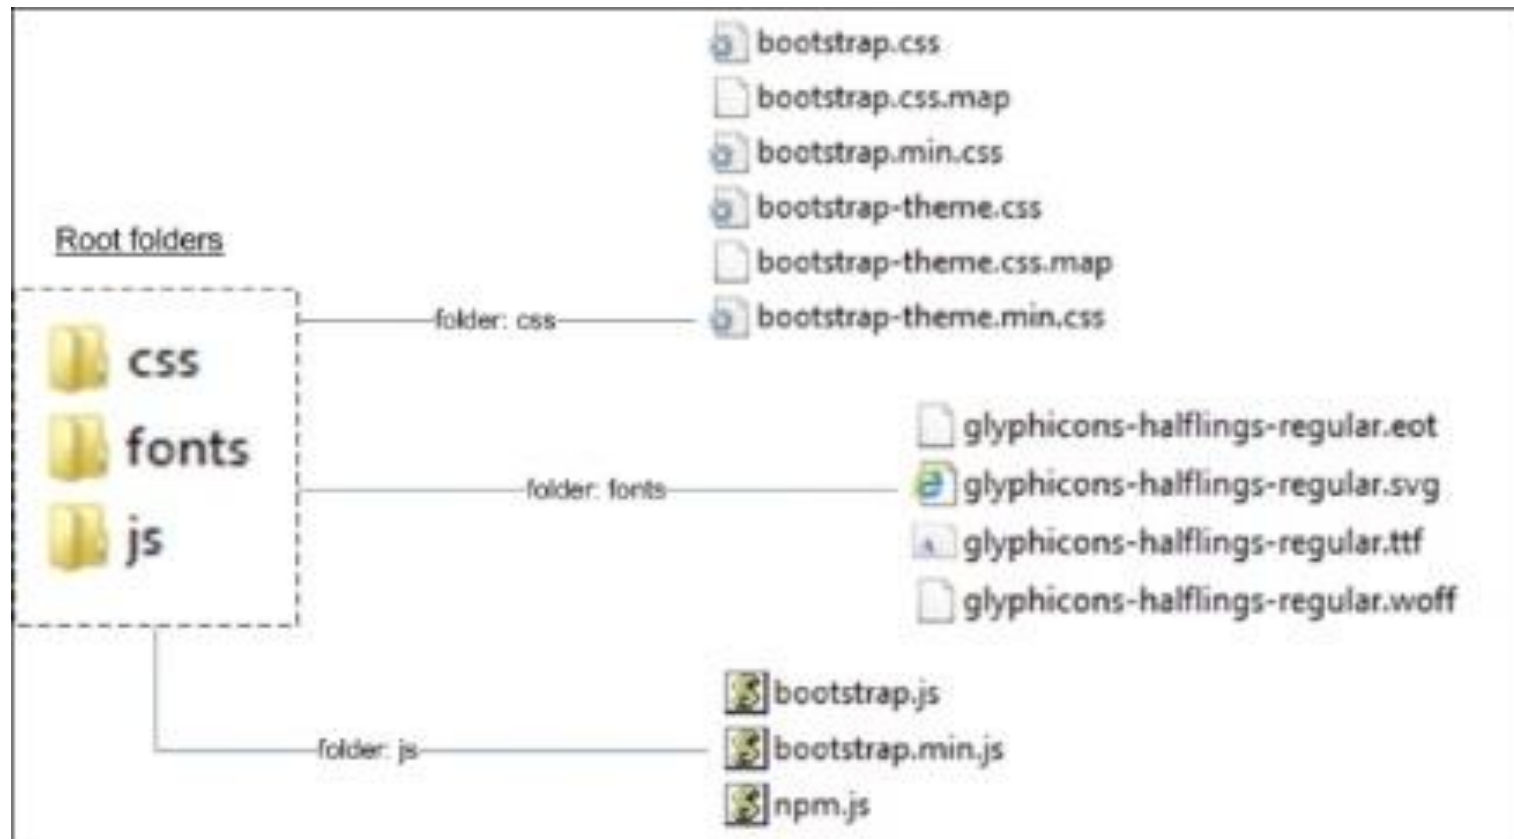 Root folders
css
fonts
js
folder: css
bootstrap.css
bootstrap.css.map
bootstrap.min.css
bootstrap-theme.css
bootstrap-theme.css.map
bootstrap-theme.min.css
folder: fonts
glyphicons-halflings-regular.eot
glyphicons-halflings-regular.svg
glyphicons-halflings-regular.ttf
glyphicons-halflings-regular.woff
folder: js
bootstrap.js
bootstrap.min.js
npm.js